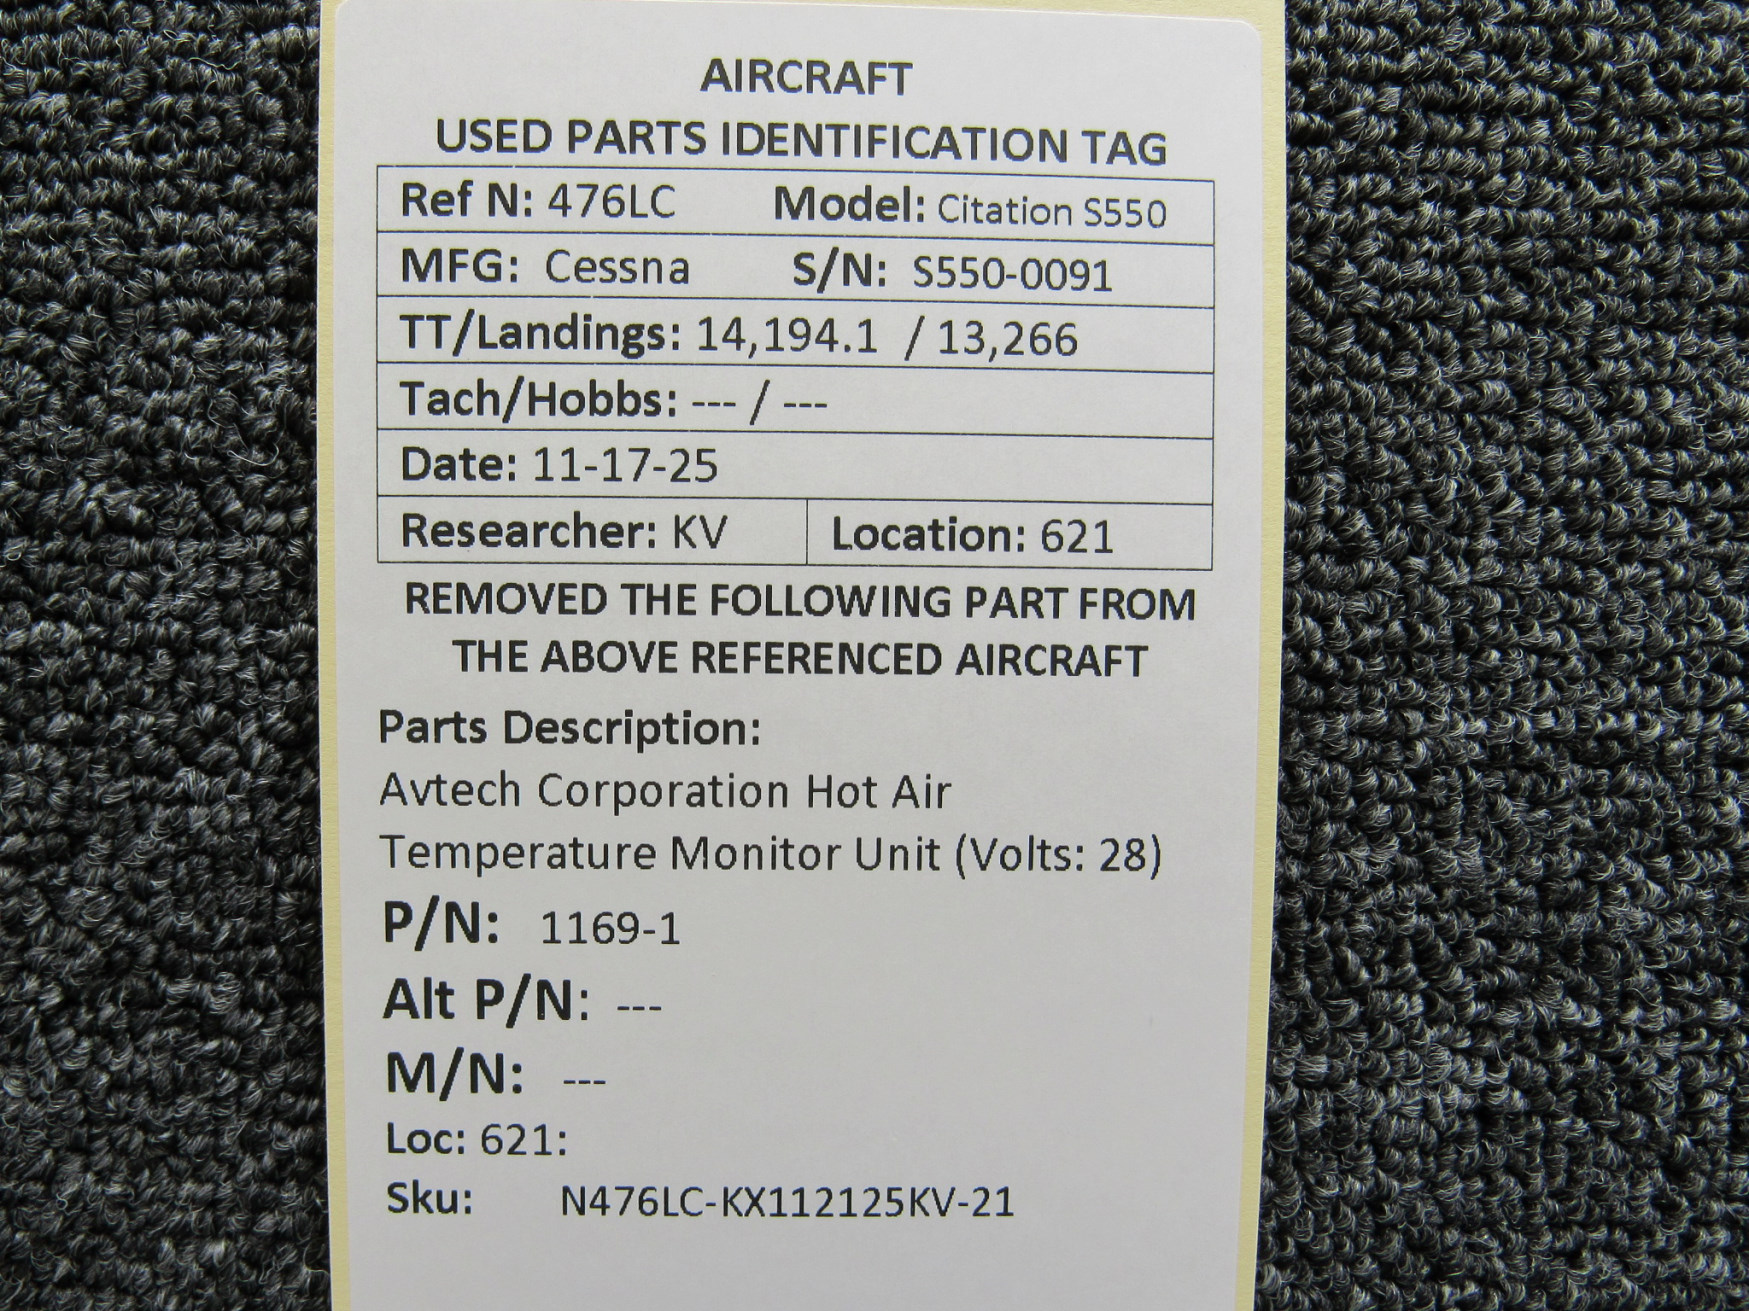 AIRCRAFT
USED PARTS IDENTIFICATION TAG
Ref N: 476LC Model: Citation S550
MFG: Cessna S/N: S550-0091
TT/Landings: 14,194.1 / 13,266
Tach/Hobbs: --- / ---
Date: 11-17-25
Researcher: KV Location: 621
REMOVED THE FOLLOWING PART FROM
THE ABOVE REFERENCED AIRCRAFT
Parts Description:
Avtech Corporation Hot Air
Temperature Monitor Unit (Volts: 28)
P/N: 1169-1
Alt P/N: ---
M/N: ---
Loc: 621:
Sku: N476LC-KX112125KV-21